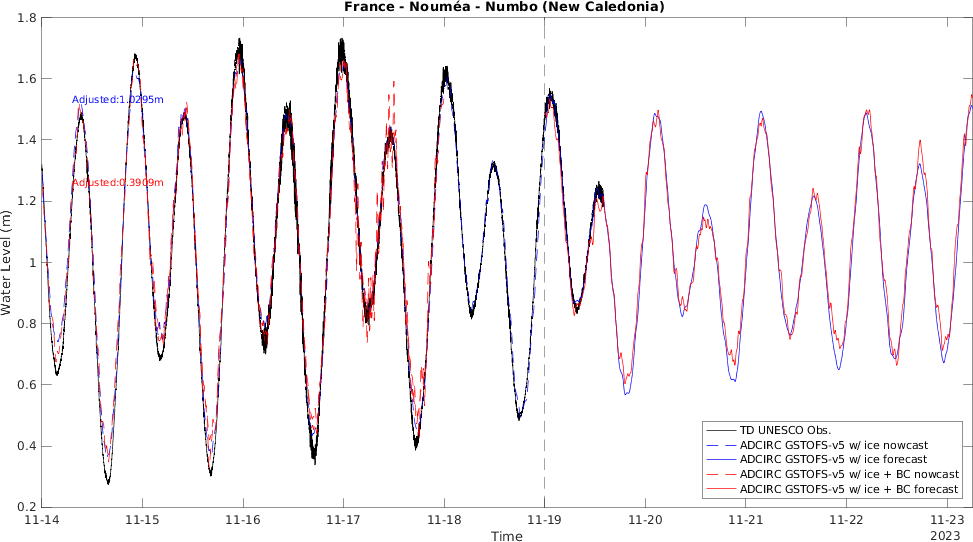 France - Nouméa - Numbo (New Caledonia)
1.8
1.6
1.4
1.2
1
0.8
0.6
0.4
0.2
Water Level (m)
Adjusted:1.0295m
Adjusted:0.3909m
TD UNESCO Obs.
ADCIRC GSTOFS-v5 w/ ice nowcast
ADCIRC GSTOFS-v5 w/ ice forecast
ADCIRC GSTOFS-v5 w/ ice + BC nowcast
ADCIRC GSTOFS-v5 w/ ice + BC forecast
11-14 11-15 11-16 11-17 11-18 11-19 11-20 11-21 11-22 11-23
2023
Time